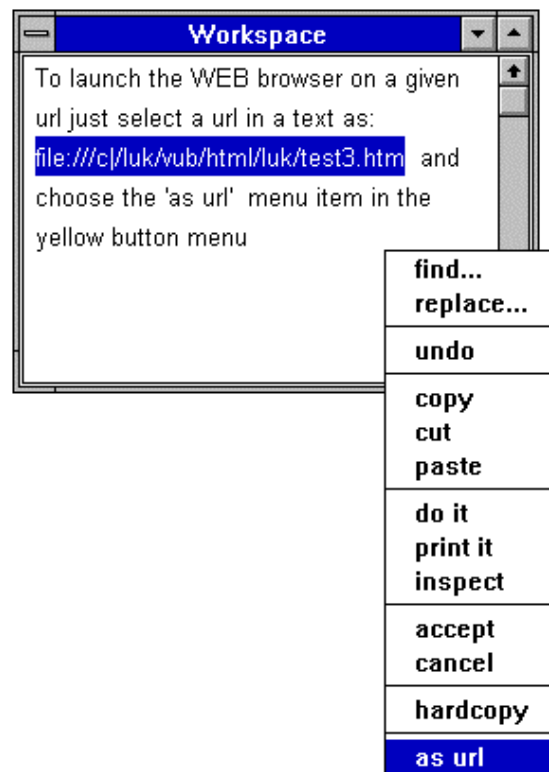 Workspace
To launch the WEB browser on a given
url just select a url in a text as:
file:///c|/luk/vub/html/luk/test3.htm and
choose the 'as url' menu item in the
yellow button menu
find...
replace...
undo
copy
cut
paste
do it
print it
inspect
accept
cancel
hardcopy
as url